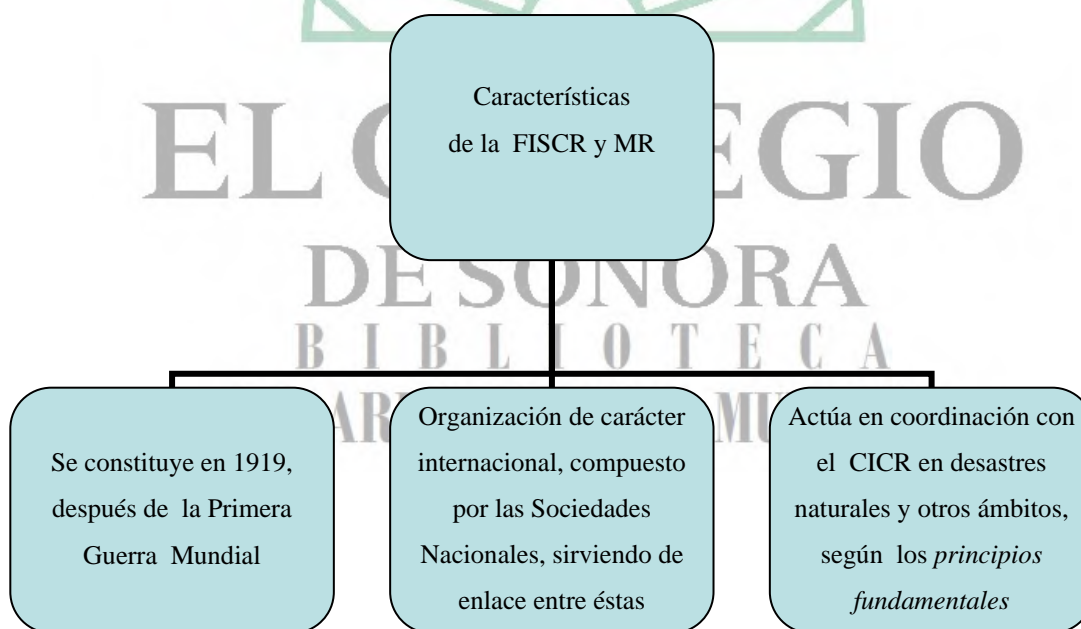 Características
de la FISCR y MR
EL
EGIO
DE SONORA
BIBLIOTECA
Se constituye en 1919,
después de la Primera
Guerra Mundial
Organización de carácter
internacional, compuesto
por las Sociedades
Nacionales, sirviendo de
enlace entre éstas
Actúa en coordinación con
el CICR en desastres
naturales y otros ámbitos,
según los principios
fundamentales